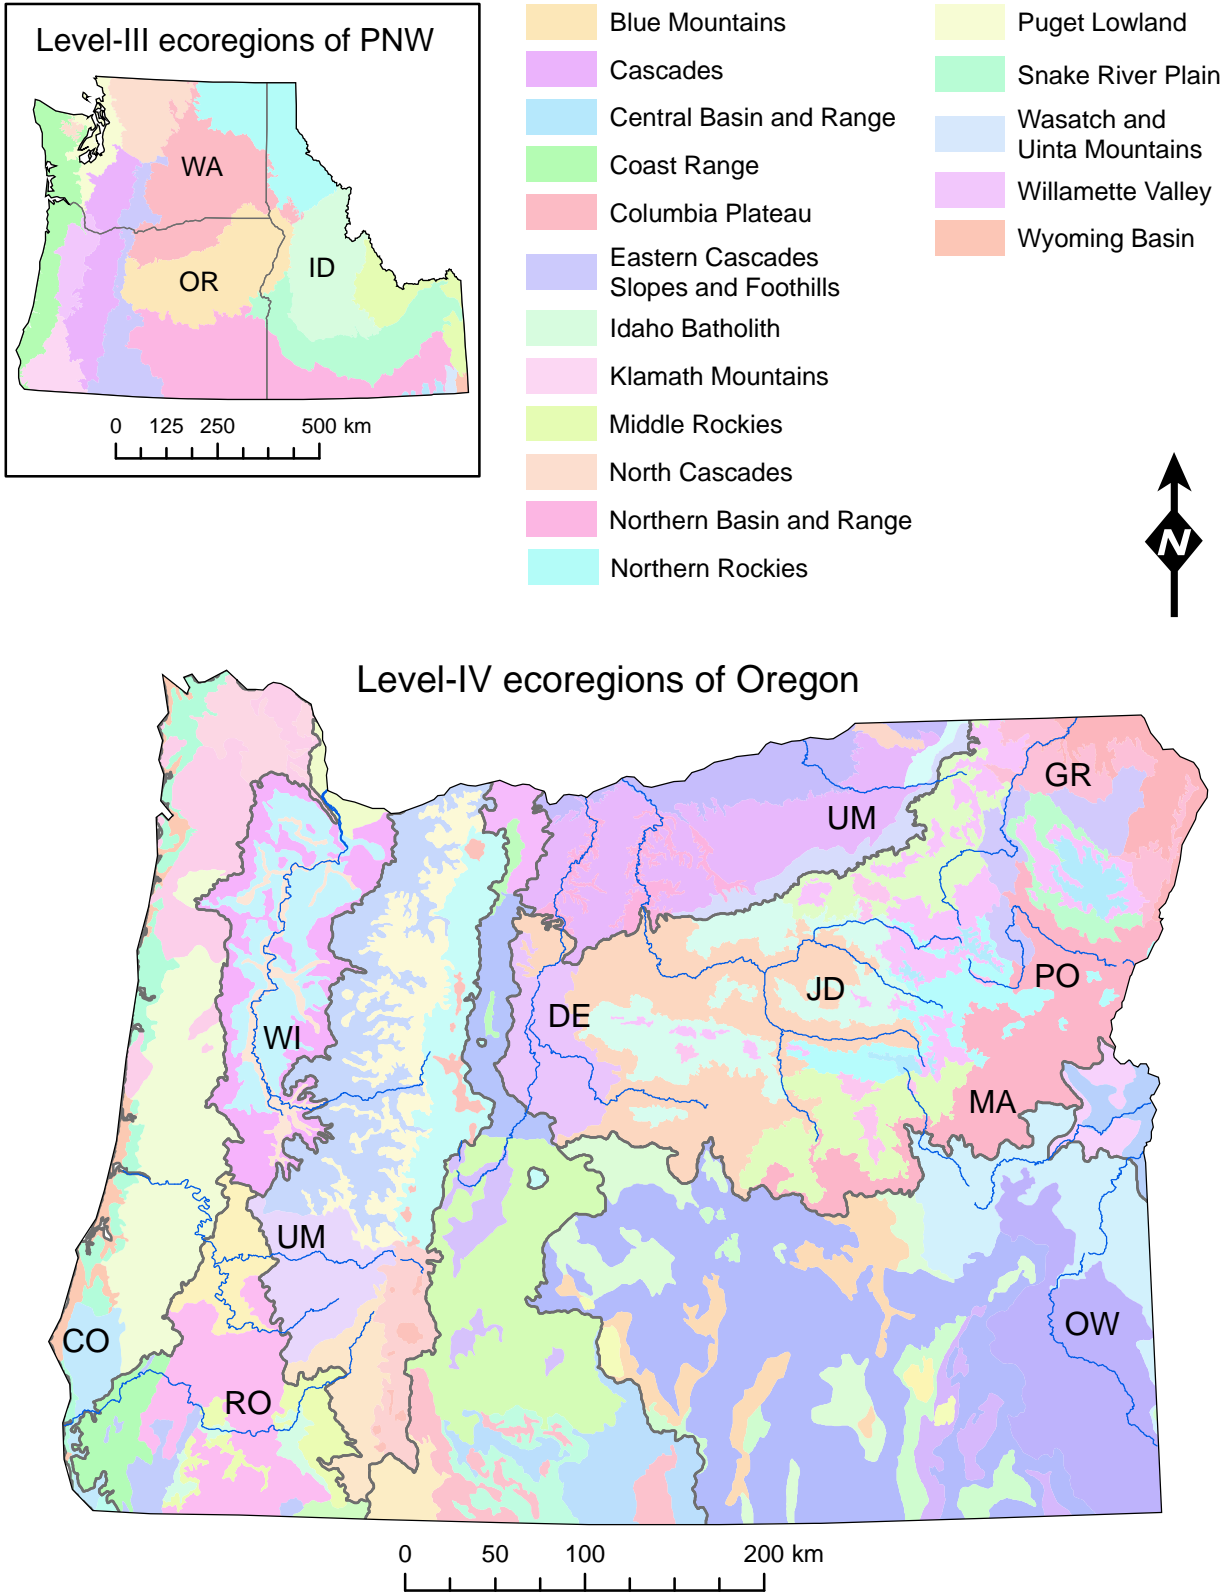 Level-III ecoregions of PNW
WA
OR
ID
0 125 250 500 km
Blue Mountains
Cascades
Central Basin and Range
Coast Range
Columbia Plateau
Eastern Cascades
Slopes and Foothills
Idaho Batholith
Klamath Mountains
Middle Rockies
North Cascades
Northern Basin and Range
Northern Rockies
Puget Lowland
Snake River Plain
Wasatch and
Uinta Mountains
Willamette Valley
Wyoming Basin
N
Level-IV ecoregions of Oregon
GR
UM
PO
JD
DE
WI
MA
UM
OW
CO
RO
0 50 100 200 km